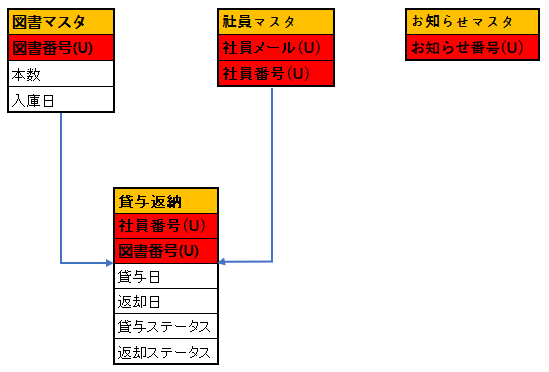 図書マスタ
図書番号(U)
本数
入庫日
社員マスタ
社員メール(U)
社員番号(U)
お知らせマスタ
お知らせ番号(U)
貸与返納
社員番号(U)
図書番号(U)
貸与日
返却日
貸与ステータス
返却ステータス